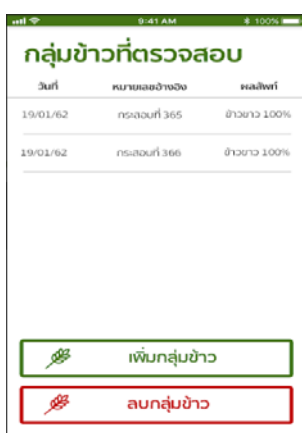 9:41 AM 100%
กลุ่มข้าวที่ตรวจสอบ
วันที่ หมายเลขอ้างอิง ผลลัพท์
19/01/62 กระสอบที่ 365 ข้าวขาว 100%
19/01/62 กระสอบที่ 366 ข้าวขาว 100%
เพิ่มกลุ่มข้าว
ลบกลุ่มข้าว